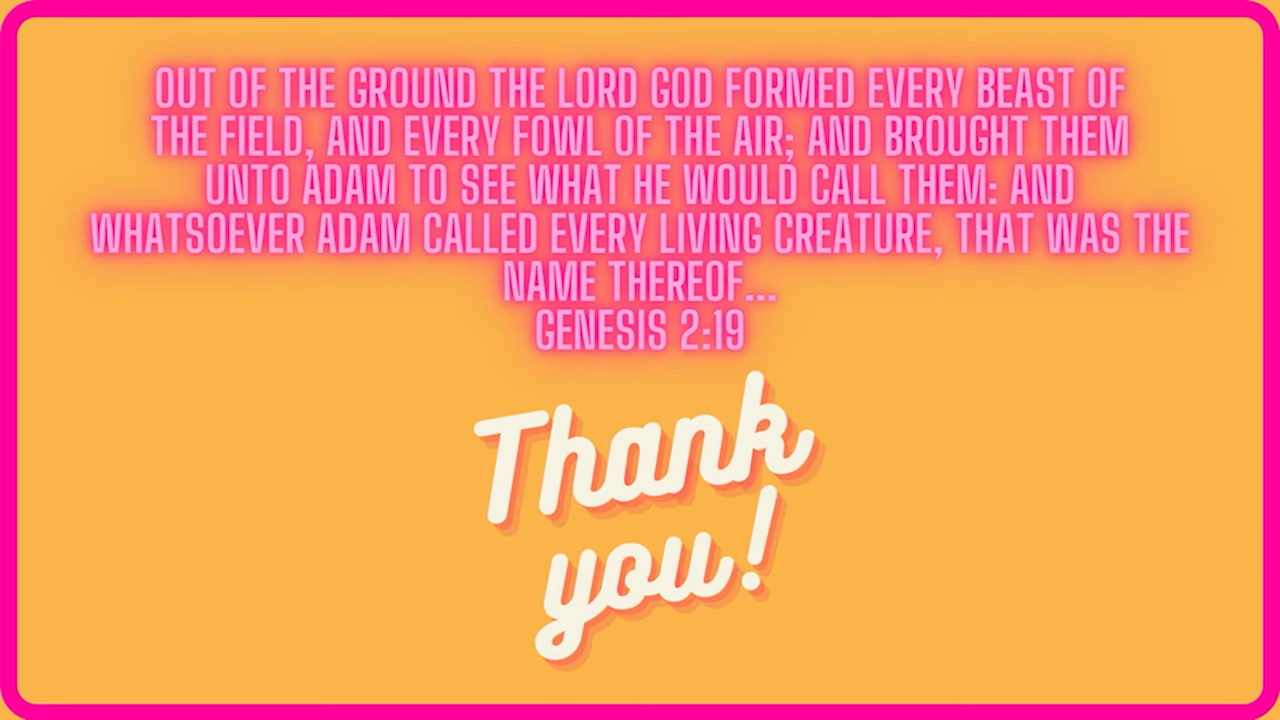 OUT OF THE GROUND THE LORD GOD FORMED EVERY BEAST OF
THE FIELD, AND EVERY FOWL OF THE AIR; AND BROUGHT THEM
UNTO ADAM TO SEE WHAT HE WOULD CALL THEM: AND
WHATSOEVER ADAM CALLED EVERY LIVING CREATURE, THAT WAS THE
NAME THEREOF...
GENESIS 2:19
Thank
you!